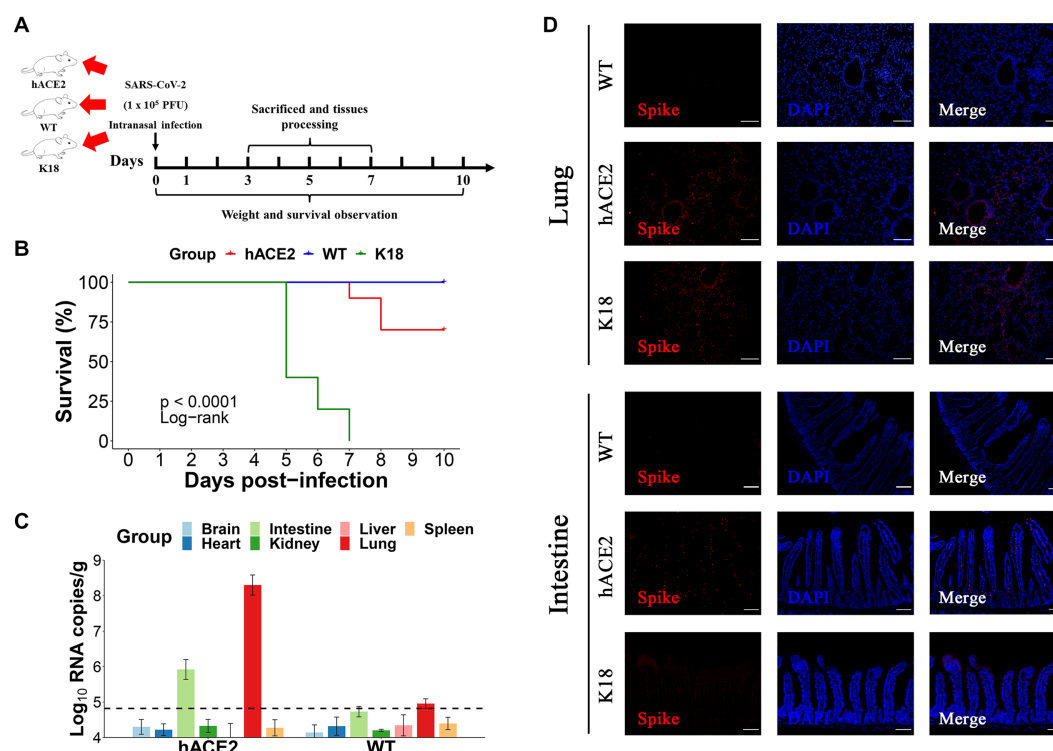 A
hACE2
WT
K18
SARS-CoV-2
(1 x 10⁵ PFU)
Intranasal infection
Sacrificed and tissues
processing
Days
0 1 3 5 7 10
Weight and survival observation
B
Group hACE2 WT K18
Survival (%)
100
75
50
25
0
p < 0.0001
Log-rank
0 1 2 3 4 5 6 7 8 9 10
Days post-infection
C
Group Brain Intestine Liver Spleen
Heart Kidney Lung
Log₁₀ RNA copies/g
9
8
7
6
5
4
hACE2 WT
D
Lung
WT
Spike DAPI Merge
hACE2
Spike DAPI Merge
K18
Spike DAPI Merge
Intestine
WT
Spike DAPI Merge
hACE2
Spike DAPI Merge
K18
Spike DAPI Merge